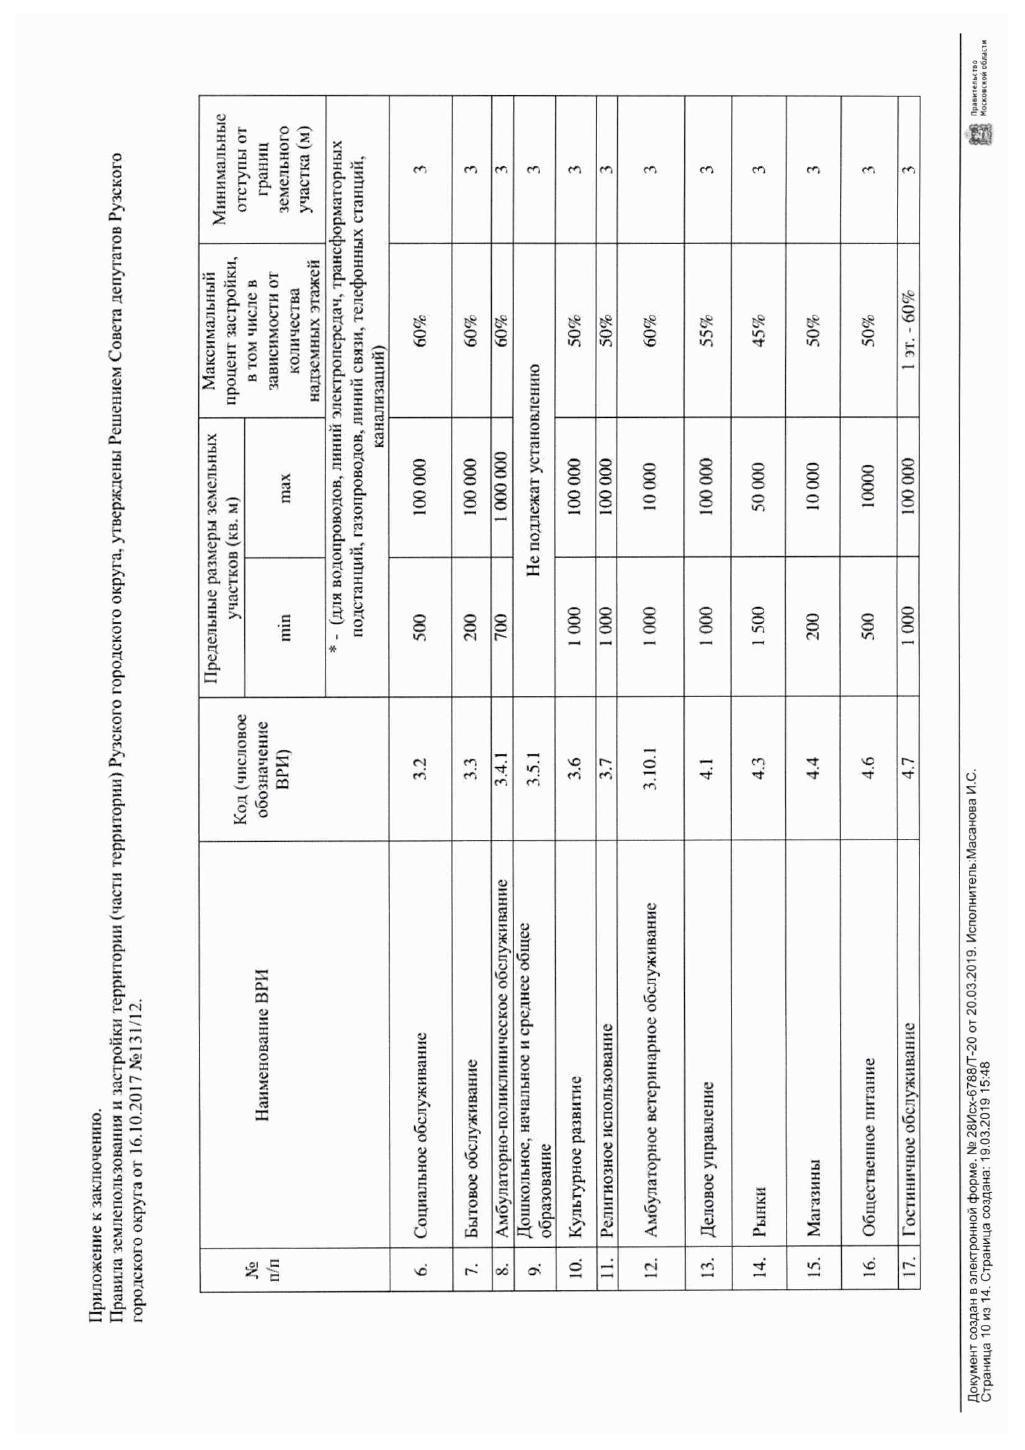 Приложение к заключению.
Правила землепользования и застройки территории (части территории) Рузского городского округа, утверждены Решением Совета депутатов Рузского
городского округа от 16.10.2017 №131/12.
№
п/п
Наименование ВРИ
Код (числовое
обозначение
ВРИ)
Предельные размеры земельных
участков (кв. м)
min
max
Максимальный
процент застройки,
в том числе в
зависимости от
количества
надземных этажей
Минимальные
отступы от
границ
земельного
участка (м)
* - (для водопроводов, линий электропередач, трансформаторных
подстанций, газопроводов, линий связи, телефонных станций,
канализаций)
6. Социальное обслуживание 3.2 500 100 000 60% 3
7. Бытовое обслуживание 3.3 200 100 000 60% 3
8. Амбулаторно-поликлиническое обслуживание 3.4.1 700 1 000 000 60% 3
9. Дошкольное, начальное и среднее общее
образование 3.5.1 Не подлежат установлению 3
10. Культурное развитие 3.6 1 000 100 000 50% 3
11. Религиозное использование 3.7 1 000 100 000 50% 3
12. Амбулаторное ветеринарное обслуживание 3.10.1 1 000 10 000 60% 3
13. Деловое управление 4.1 1 000 100 000 55% 3
14. Рынки 4.3 1 500 50 000 45% 3
15. Магазины 4.4 200 10 000 50% 3
16. Общественное питание 4.6 500 10000 50% 3
17. Гостиничное обслуживание 4.7 1 000 100 000 1 эт. - 60% 3
Документ создан в электронной форме. № 28Исх-6788/Т-20 от 20.03.2019. Исполнитель:Масанова И.С.
Страница 10 из 14. Страница создана: 19.03.2019 15:48
Правительство
Московской области